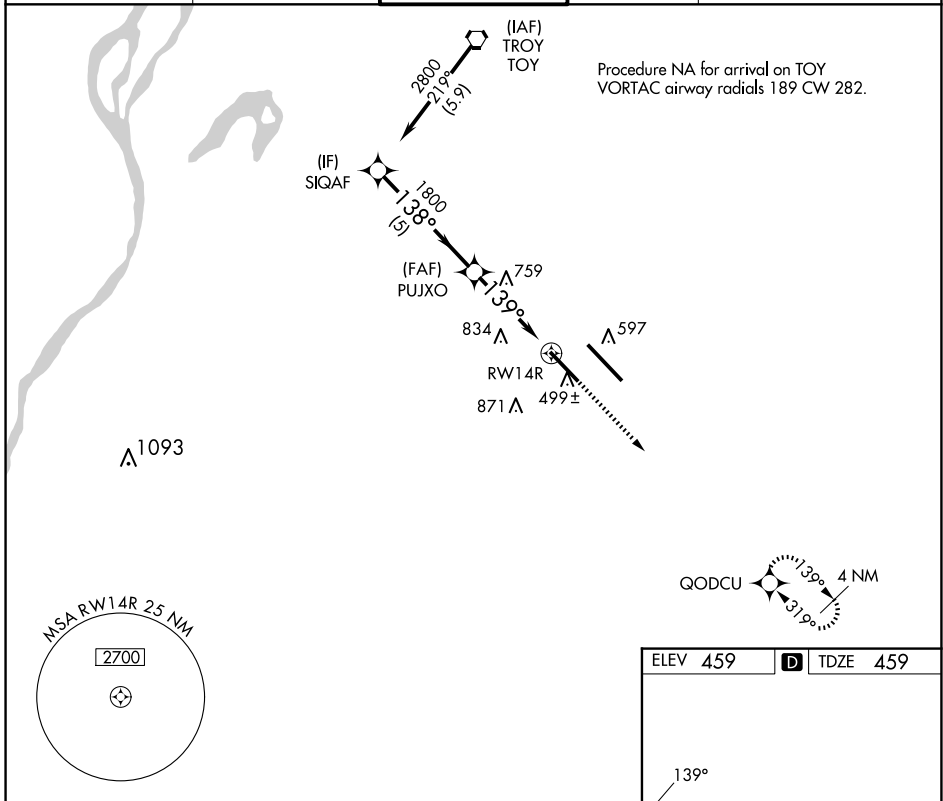 (IAF)
TROY
TOY
Procedure NA for arrival on TOY
VORTAC airway radials 189 CW 282.
2800
219°
(5.9)
(IF)
SIQAF
1800
138°
(5)
(FAF)
PUJXO
759
139°
834
597
RW14R
499±
871
1093
QODCU
139°
4 NM
319°
MSA RW14R 25 NM
2700
ELEV 459
D
TDZE 459
139°